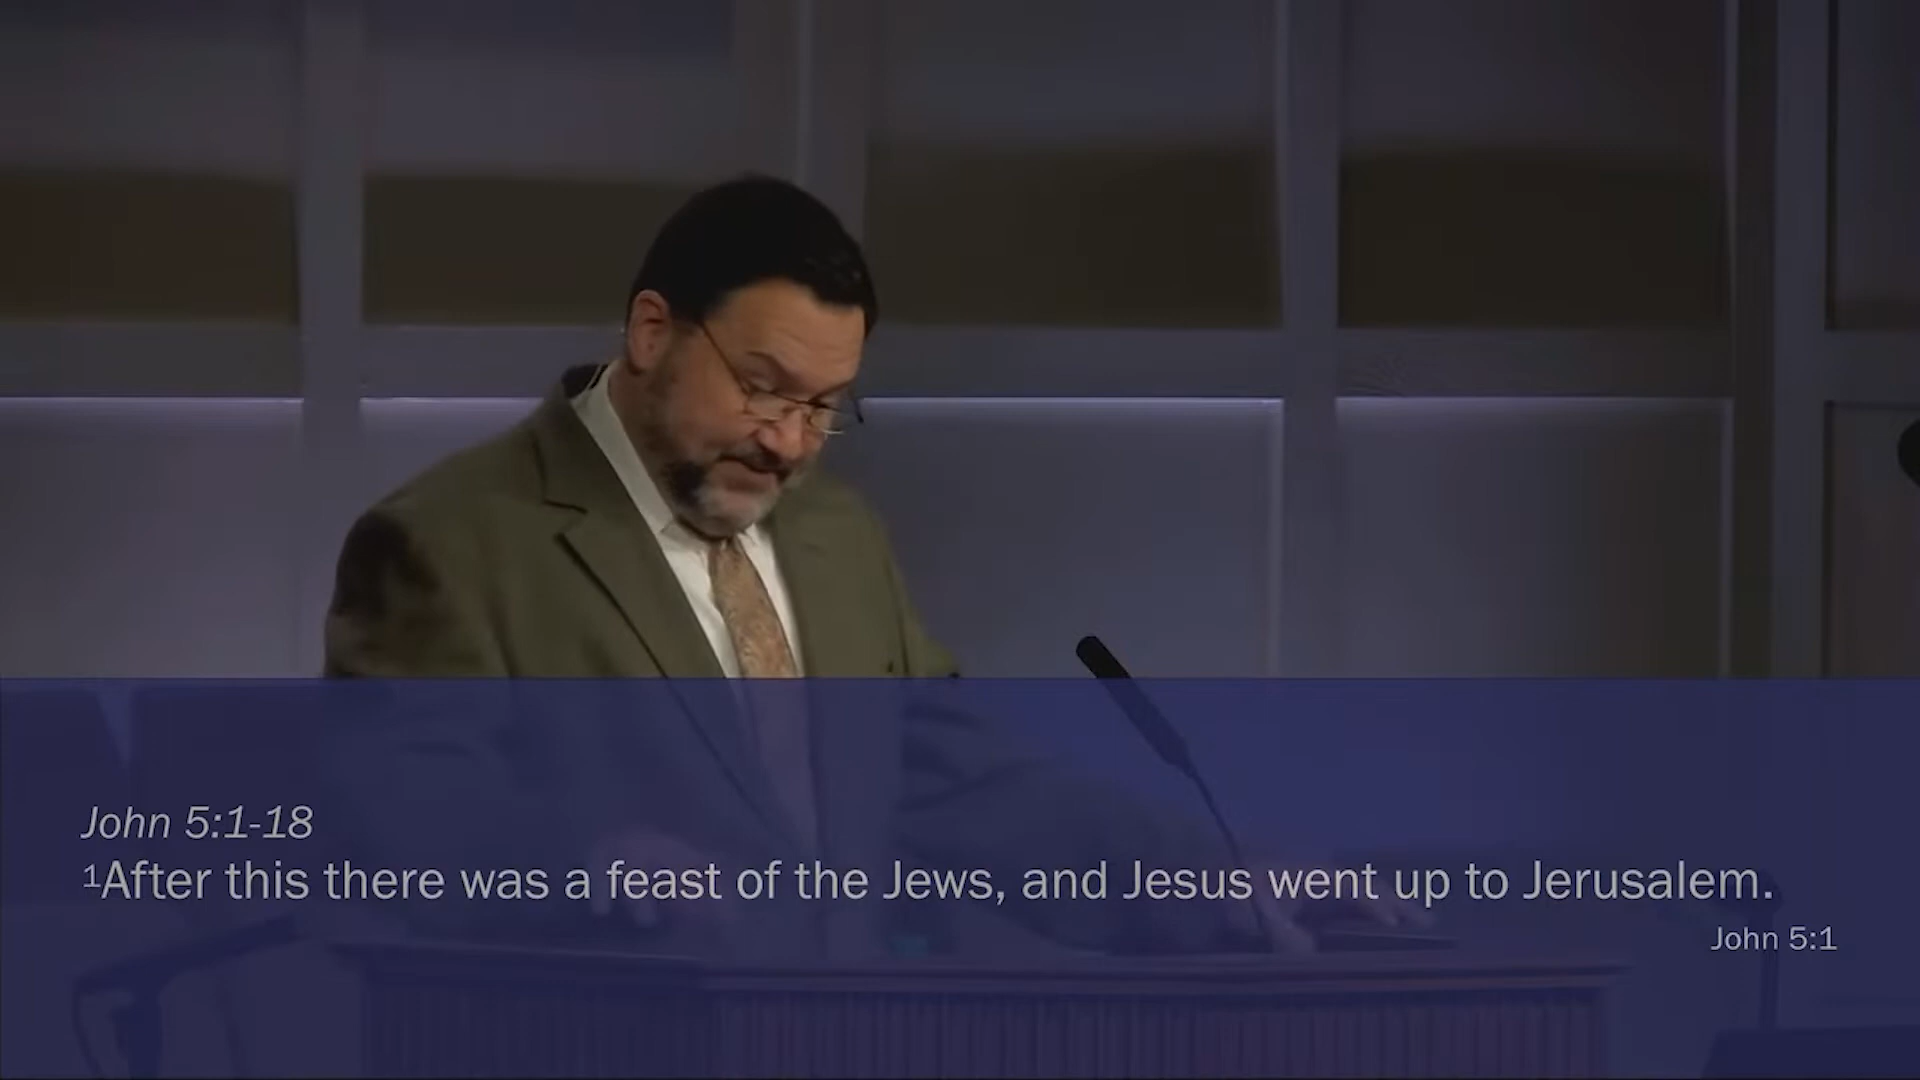 John 5:1-18
¹After this there was a feast of the Jews, and Jesus went up to Jerusalem.
John 5:1